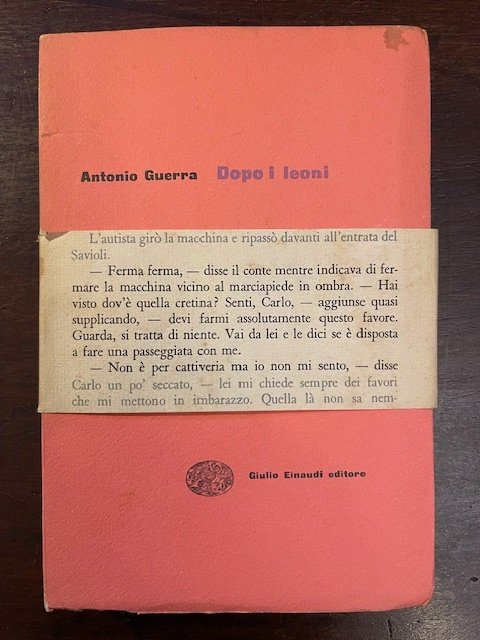 Antonio Guerra Dopo i leoni
L'autista girò la macchina e ripassò davanti all'entrata del
Savioli.
— Ferma ferma, — disse il conte mentre indicava di fer-
mare la macchina vicino al marciapiede in ombra. — Hai
visto dov'è quella cretina? Senti, Carlo, — aggiunse quasi
supplicando, — devi farmi assolutamente questo favore.
Guarda, si tratta di niente. Vai da lei e le dici se è disposta
a fare una passeggiata con me.
— Non è per cattiveria ma io non mi sento, — disse
Carlo un po' seccato, — lei mi chiede sempre dei favori
che mi mettono in imbarazzo. Quella là non sa nem-
Giulio Einaudi editore